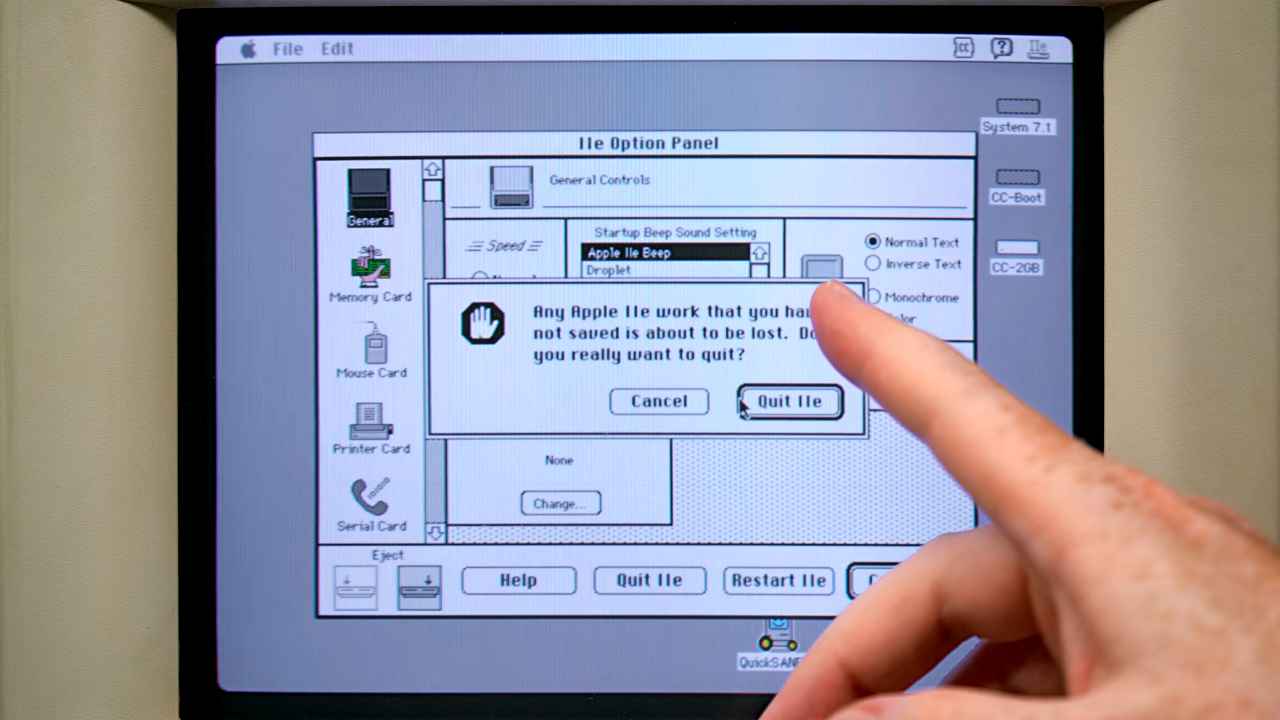 File Edit
CC ? IIe
System 7.1
CC-Boot
CC-2GB
IIe Option Panel
General
Memory Card
Mouse Card
Printer Card
Serial Card
General Controls
Speed
Startup Beep Sound Setting
Apple IIe Beep
Droplet
Normal Text
Inverse Text
Monochrome
Any Apple IIe work that you
not saved is about to be lost.
you really want to quit?
Cancel
Quit IIe
None
Change...
Eject
Help
Quit IIe
Restart IIe